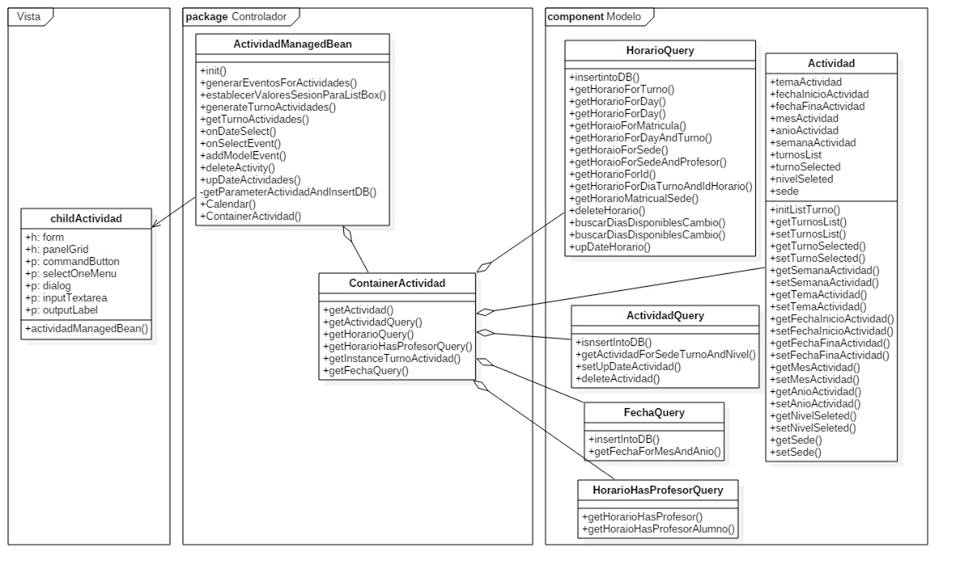 Vista
childActividad
+h: form
+h: panelGrid
+p: commandButton
+p: selectOneMenu
+p: dialog
+p: inputTextarea
+p: outputLabel
+actividadManagedBean()
package Controlador
ActividadManagedBean
+init()
+generarEventosForActividades()
+establecerValoresSesionParaListBox()
+generateTurnoActividades()
+getTurnoActividades()
+onDateSelect()
+onSelectEvent()
+addModelEvent()
+deleteActivity()
+upDateActividades()
-getParameterActividadAndInsertDB()
+Calendar()
+ContainerActividad()
ContainerActividad
+getActividad()
+getActividadQuery()
+getHorarioQuery()
+getHorarioHasProfesorQuery()
+getInstanceTurnoActividad()
+getFechaQuery()
component Modelo
HorarioQuery
+insertintoDB()
+getHorarioForTurno()
+getHorarioForDay()
+getHorarioForDay()
+getHoraioForMatricula()
+getHorarioForDayAndTurno()
+getHoraioForSede()
+getHoraioForSedeAndProfesor()
+getHorarioForId()
+getHorarioForDiaTurnoAndIdHorario()
+getHorarioMatricualSede()
+deleteHorario()
+buscarDiasDisponiblesCambio()
+buscarDiasDisponiblesCambio()
+upDateHorario()
ActividadQuery
+isnsertIntoDB()
+getActividadForSedeTurnoAndNivel()
+setUpDateActividad()
+deleteActividad()
FechaQuery
+insertIntoDB()
+getFechaForMesAndAnio()
HorarioHasProfesorQuery
+getHorarioHasProfesor()
+getHoraioHasProfesorAlumno()
Actividad
+temaActividad
+fechaInicioActividad
+fechaFinaActividad
+mesActividad
+anioActividad
+semanaActividad
+turnosList
+turnoSelected
+nivelSeleted
+sede
+initListTurno()
+getTurnosList()
+setTurnosList()
+getTurnoSelected()
+setTurnoSelected()
+getSemanaActividad()
+setSemanaActividad()
+getTemaActividad()
+setTemaActividad()
+getFechaInicioActividad()
+setFechaInicioActividad()
+getFechaFinaActividad()
+setFechaFinaActividad()
+getMesActividad()
+setMesActividad()
+getAnioActividad()
+setAnioActividad()
+getNivelSeleted()
+setNivelSeleted()
+getSede()
+setSede()